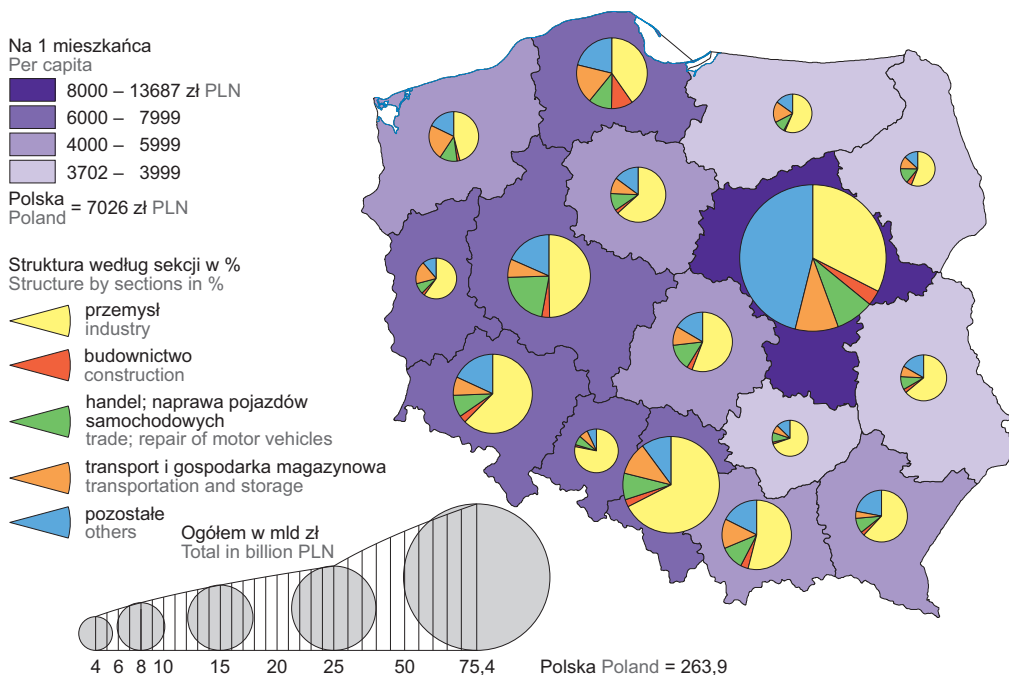 Na 1 mieszkańca
Per capita
8000 – 13687 zł PLN
6000 – 7999
4000 – 5999
3702 – 3999
Polska
Poland = 7026 zł PLN
Struktura według sekcji w %
Structure by sections in %
przemysł
industry
budownictwo
construction
handel; naprawa pojazdów
samochodowych
trade; repair of motor vehicles
transport i gospodarka magazynowa
transportation and storage
pozostałe
others
Ogółem w mld zł
Total in billion PLN
4 6 8 10 15 20 25 50 75,4
Polska Poland = 263,9